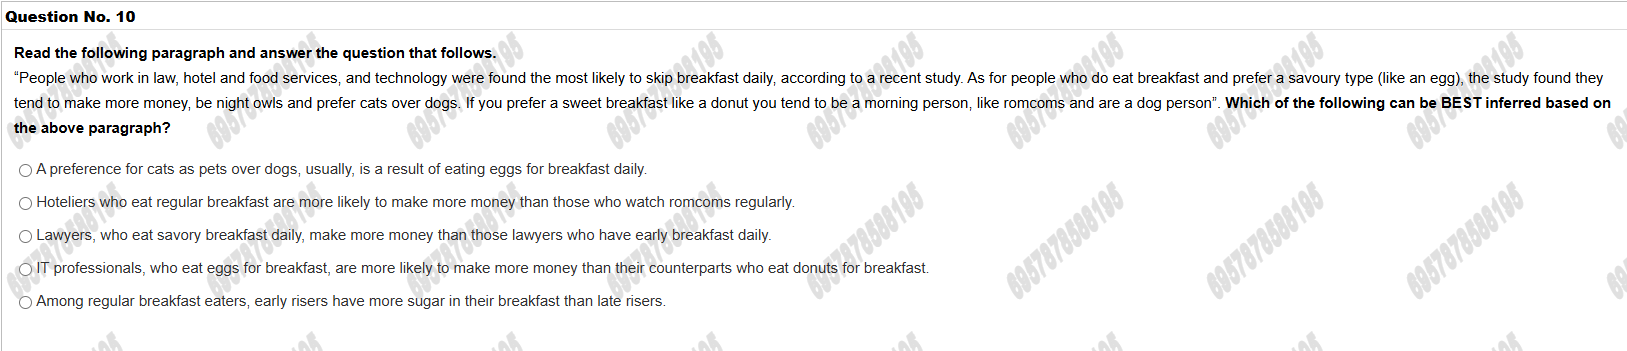 Question No. 10
Read the following paragraph and answer the question that follows.
"People who work in law, hotel and food services, and technology were found the most likely to skip breakfast daily, according to a recent study. As for people who do eat breakfast and prefer a savoury type (like an egg), the study found they
tend to make more money, be night owls and prefer cats over dogs. If you prefer a sweet breakfast like a donut you tend to be a morning person, like romcoms and are a dog person". Which of the following can be BEST inferred based on
the above paragraph?
A preference for cats as pets over dogs, usually, is a result of eating eggs for breakfast daily.
Hoteliers who eat regular breakfast are more likely to make more money than those who watch romcoms regularly.
Lawyers, who eat savory breakfast daily, make more money than those lawyers who have early breakfast daily.
IT professionals, who eat eggs for breakfast, are more likely to make more money than their counterparts who eat donuts for breakfast.
Among regular breakfast eaters, early risers have more sugar in their breakfast than late risers.